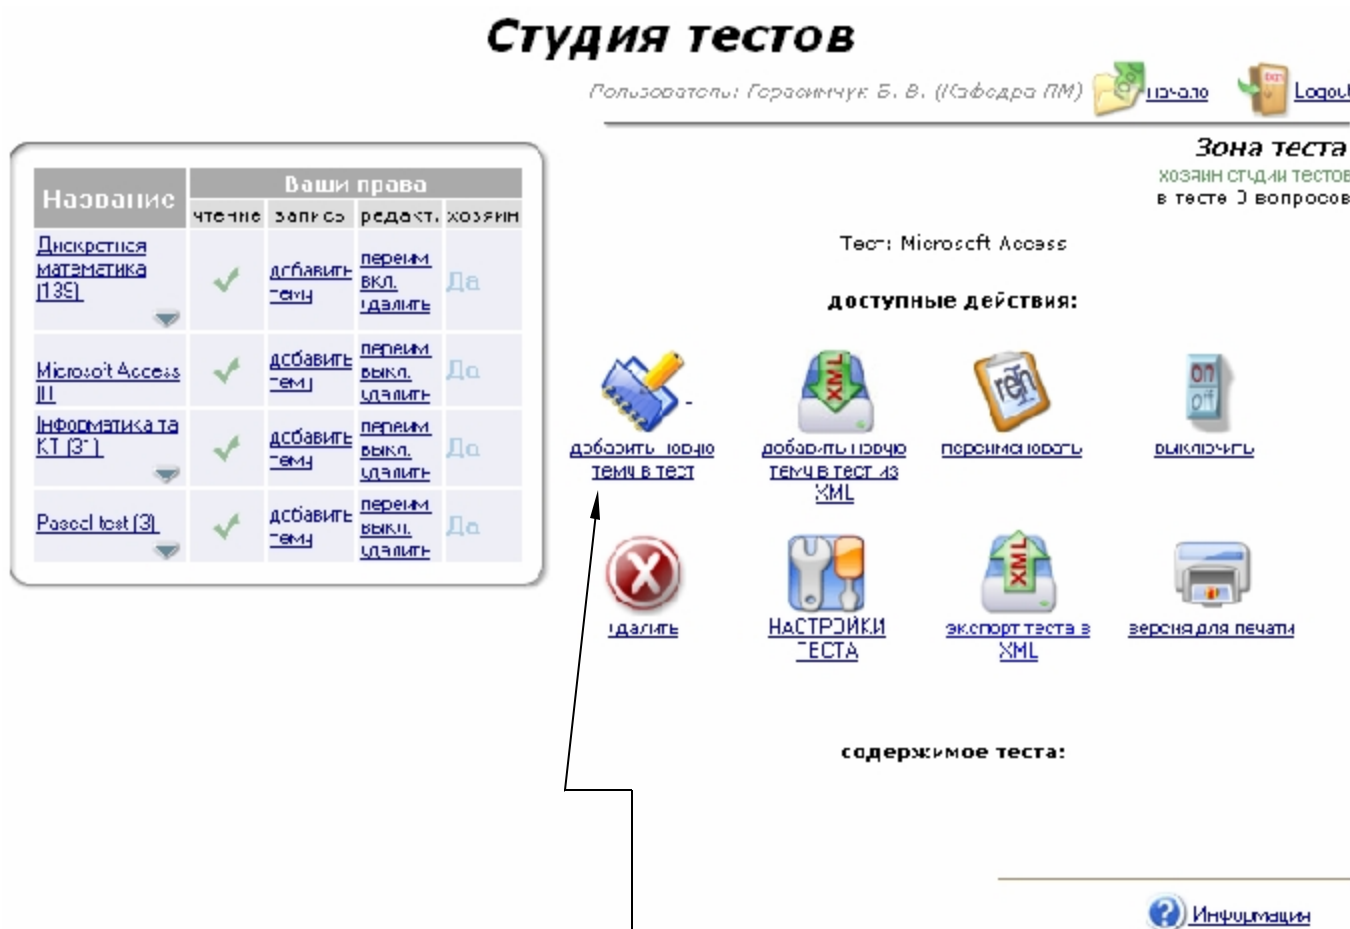 Студия тестов
Пользователь: Герасимчук Б. В. (Кафедра ПМ)
Начало
Logout
Зона теста
хозяин студии тестов
в тесте 0 вопросов
Название
Ваши права
чтение запись редакт. хозяин
Дискретная
математика
добавить
тему
переим.
вкл.
удалить
Да
Microsoft Access
добавить
тему
переим.
выкл.
удалить
Да
Інформатика та
КТ (31)
добавить
тему
переим.
выкл.
удалить
Да
Pascal test (3)
добавить
тему
переим.
выкл.
удалить
Да
Тест: Microsoft Access
доступные действия:
добавить новую
тему в тест
добавить новую
тему в тест из
XML
переименовать
выключить
удалить
НАСТРОЙКИ
ТЕСТА
экспорт теста в
XML
версия для печати
содержимое теста:
Информация